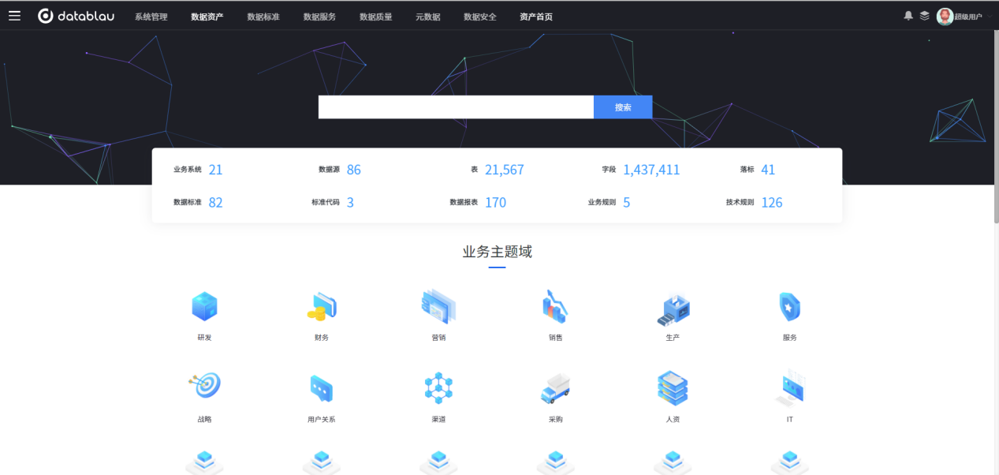 datablau 系统管理 数据资产 数据标准 数据服务 数据质量 元数据 数据安全 资产首页 超级用户
搜索
业务系统 21 数据源 86 表 21,567 字段 1,437,411 落标 41
数据标准 82 标准代码 3 数据报表 170 业务规则 5 技术规则 126
业务主题域
研发 财务 营销 销售 生产 服务
战略 用户关系 渠道 采购 人资 IT